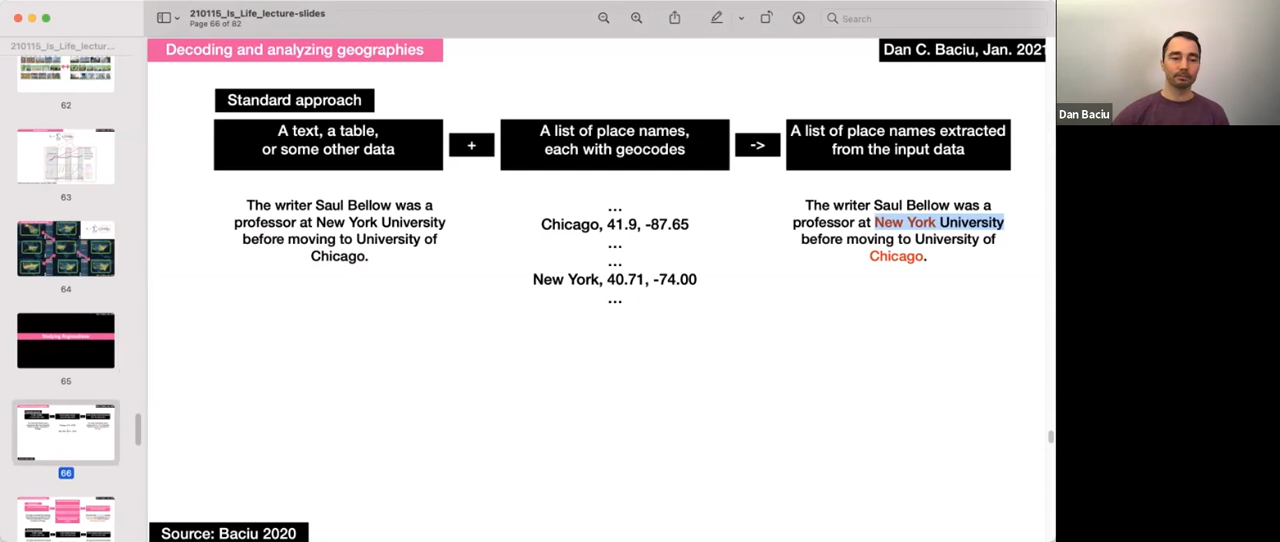 210115_Is_Life_lecture-slides
Page 66 of 82
Search
210115_Is_Life_lectur...
62
63
64
65
66
Decoding and analyzing geographies
Dan C. Baciu, Jan. 2021
Standard approach
A text, a table,
or some other data
+
A list of place names,
each with geocodes
->
A list of place names extracted
from the input data
The writer Saul Bellow was a
professor at New York University
before moving to University of
Chicago.
...
Chicago, 41.9, -87.65
...
...
New York, 40.71, -74.00
...
The writer Saul Bellow was a
professor at New York University
before moving to University of
Chicago.
Source: Baciu 2020
Dan Baciu